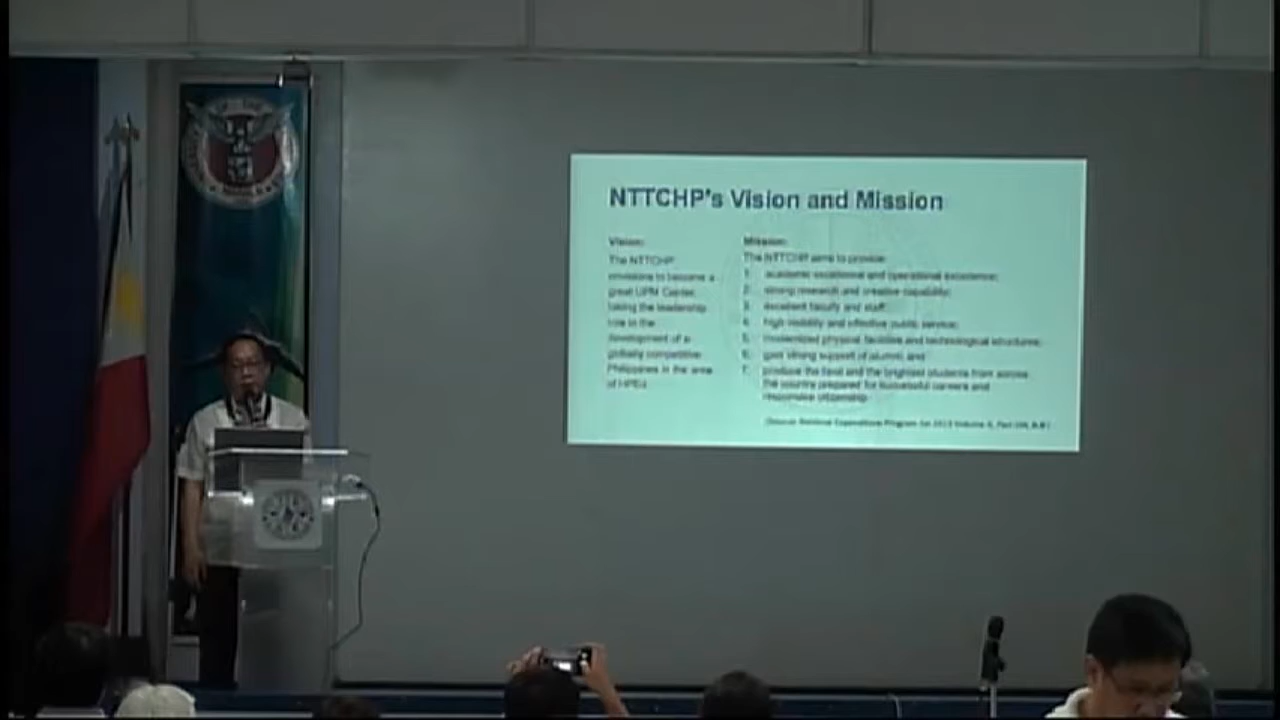 NTTCHP's Vision and Mission
Vision:
The NTTCHP
envisions to become a
great UPM Center,
taking the leadership
role in the
development of a
globally competitive
Philippines in the area
of HPEd.
Mission:
The NTTCHP aims to provide:
1. academic vocational and operational excellence;
2. strong research and creative capability;
3. excellent faculty and staff;
4. high visibility and effective public service;
5. modernized physical facilities and technological structures;
6. gain strong support of alumni; and
7. produce the best and the brightest students from across
the country prepared for successful careers and
responsive citizenship.